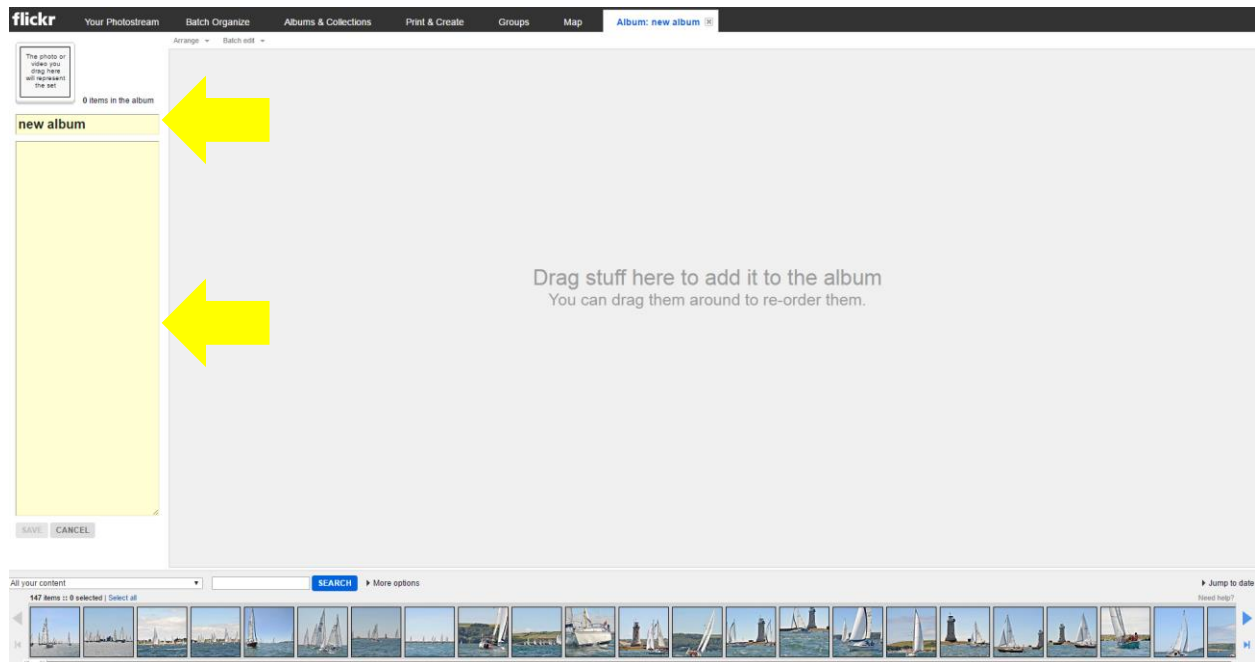 flickr Your Photostream Batch Organize Albums & Collections Print & Create Groups Map Album: new album
Arrange Batch edit
The photo or
video you
drag here
will represent
the set
0 items in the album
new album
Drag stuff here to add it to the album
You can drag them around to re-order them.
SAVE CANCEL
All your content SEARCH More options Jump to date
147 items :: 0 selected | Select all Need help?